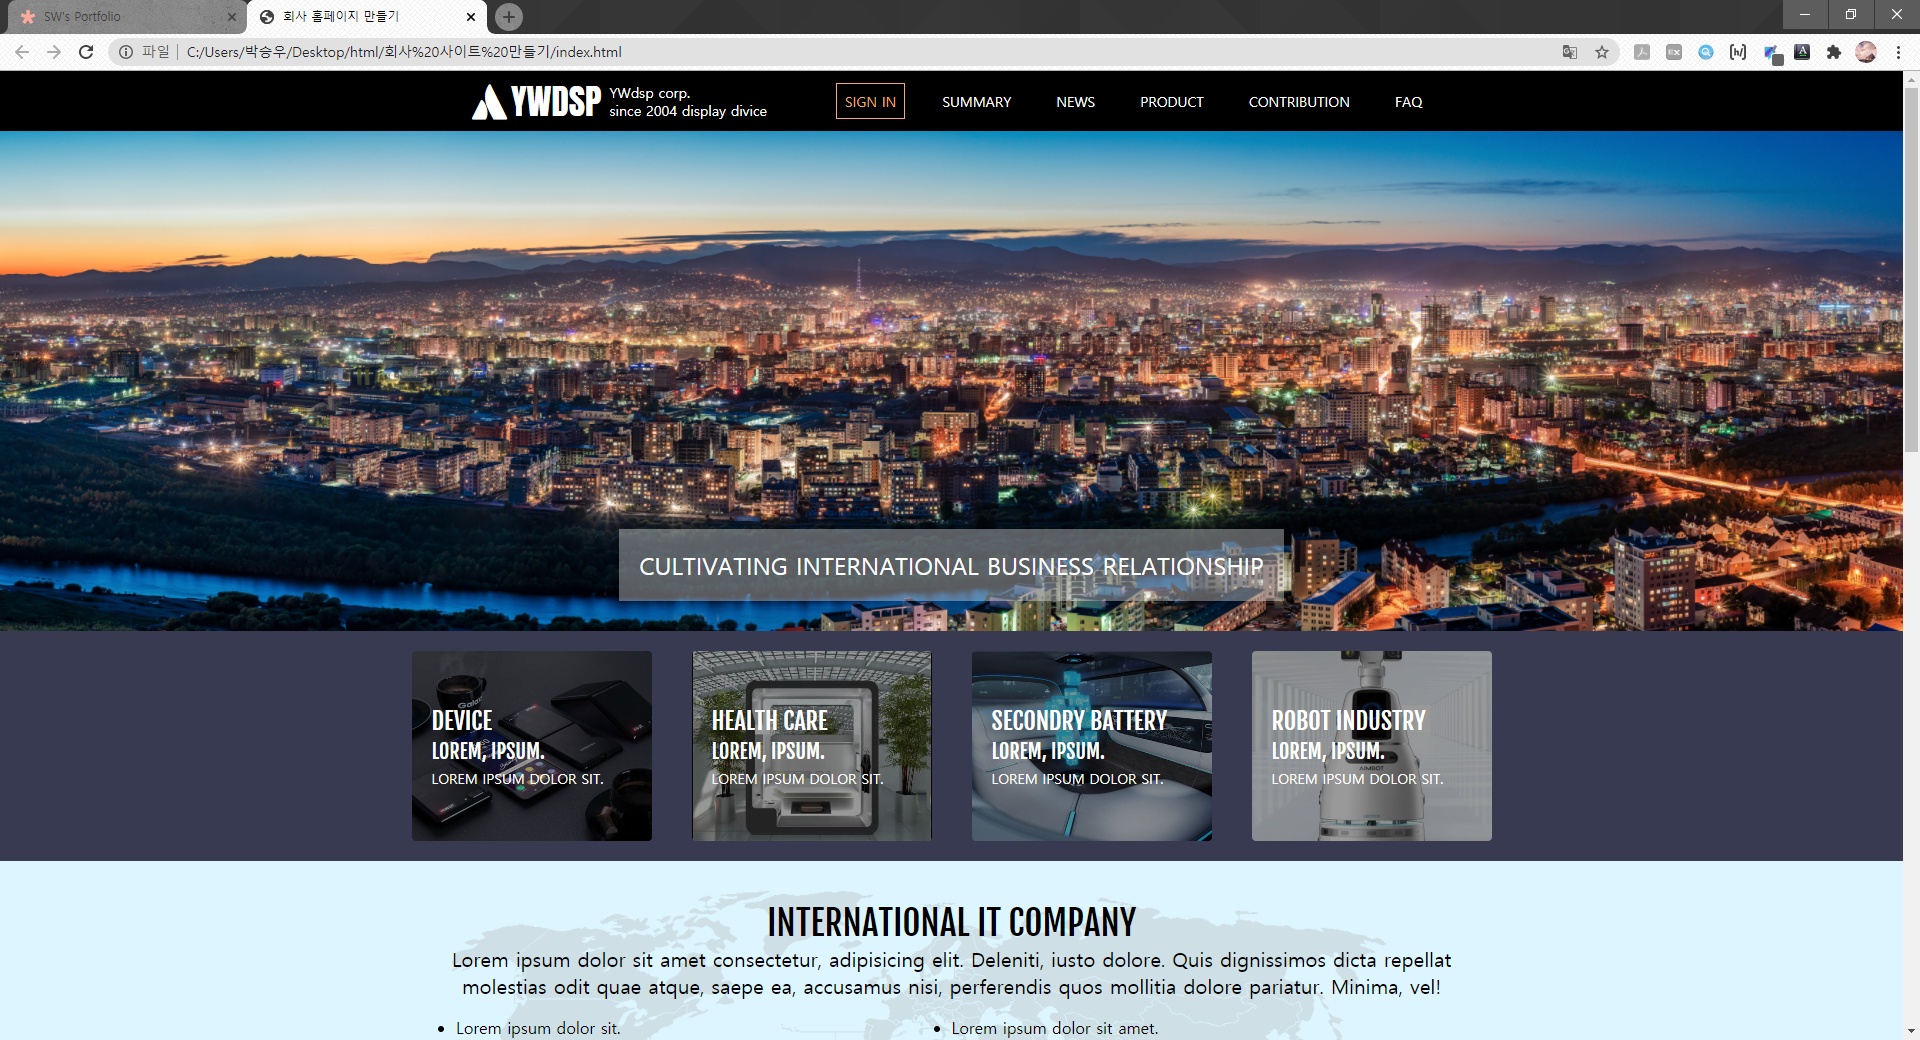 SW's Portfolio
회사 홈페이지 만들기
파일
C:/Users/박승우/Desktop/html/회사%20사이트%20만들기/index.html
YWDSP
YWdsp corp.
since 2004 display divice
SIGN IN
SUMMARY
NEWS
PRODUCT
CONTRIBUTION
FAQ
CULTIVATING INTERNATIONAL BUSINESS RELATIONSHIP
DEVICE
LOREM, IPSUM.
LOREM IPSUM DOLOR SIT.
HEALTH CARE
LOREM, IPSUM.
LOREM IPSUM DOLOR SIT.
SECONDRY BATTERY
LOREM, IPSUM.
LOREM IPSUM DOLOR SIT.
ROBOT INDUSTRY
LOREM, IPSUM.
AIMBOT
LOREM IPSUM DOLOR SIT.
INTERNATIONAL IT COMPANY
Lorem ipsum dolor sit amet consectetur, adipisicing elit. Deleniti, iusto dolore. Quis dignissimos dicta repellat
molestias odit quae atque, saepe ea, accusamus nisi, perferendis quos mollitia dolore pariatur. Minima, vel!
• Lorem ipsum dolor sit.
• Lorem ipsum dolor sit amet.